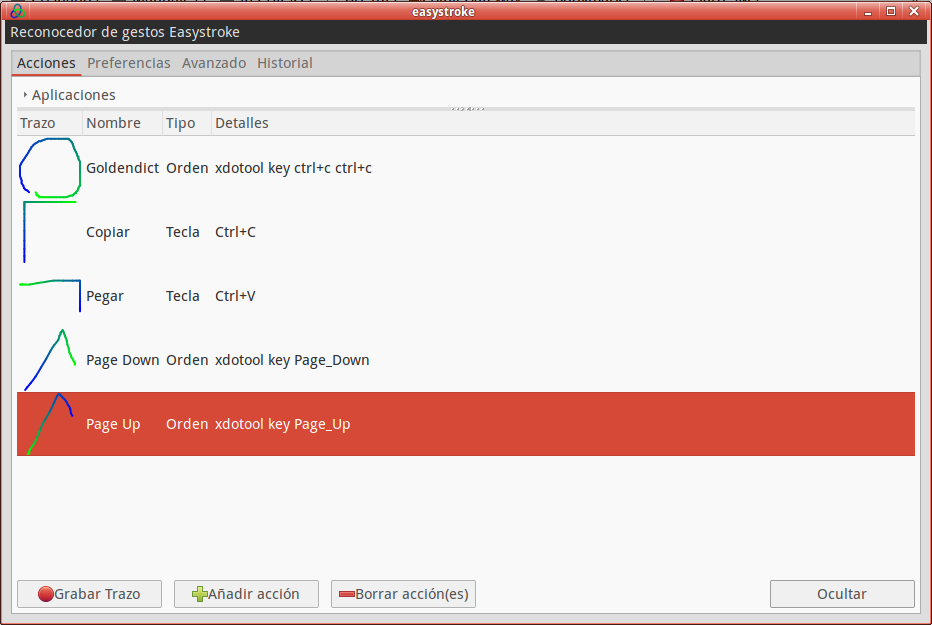 easystroke
Reconocedor de gestos Easystroke
Acciones Preferencias Avanzado Historial
Aplicaciones
Trazo Nombre Tipo Detalles
Goldendict Orden xdotool key ctrl+c ctrl+c
Copiar Tecla Ctrl+C
Pegar Tecla Ctrl+V
Page Down Orden xdotool key Page_Down
Page Up Orden xdotool key Page_Up
Grabar Trazo Añadir acción Borrar acción(es) Ocultar